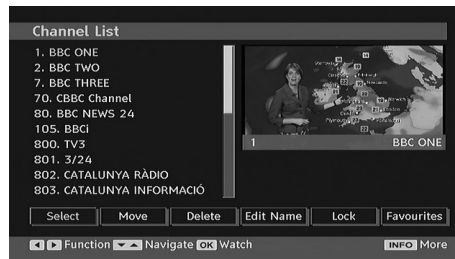 Channel List
1. BBC ONE
2. BBC TWO
7. BBC THREE
70. CBBC Channel
80. BBC NEWS 24
105. BBCi
800. TV3
801. 3/24
802. CATALUNYA RÀDIO
803. CATALUNYA INFORMACIÓ
1 BBC ONE
Select Move Delete Edit Name Lock Favourites
Function Navigate OK Watch INFO More